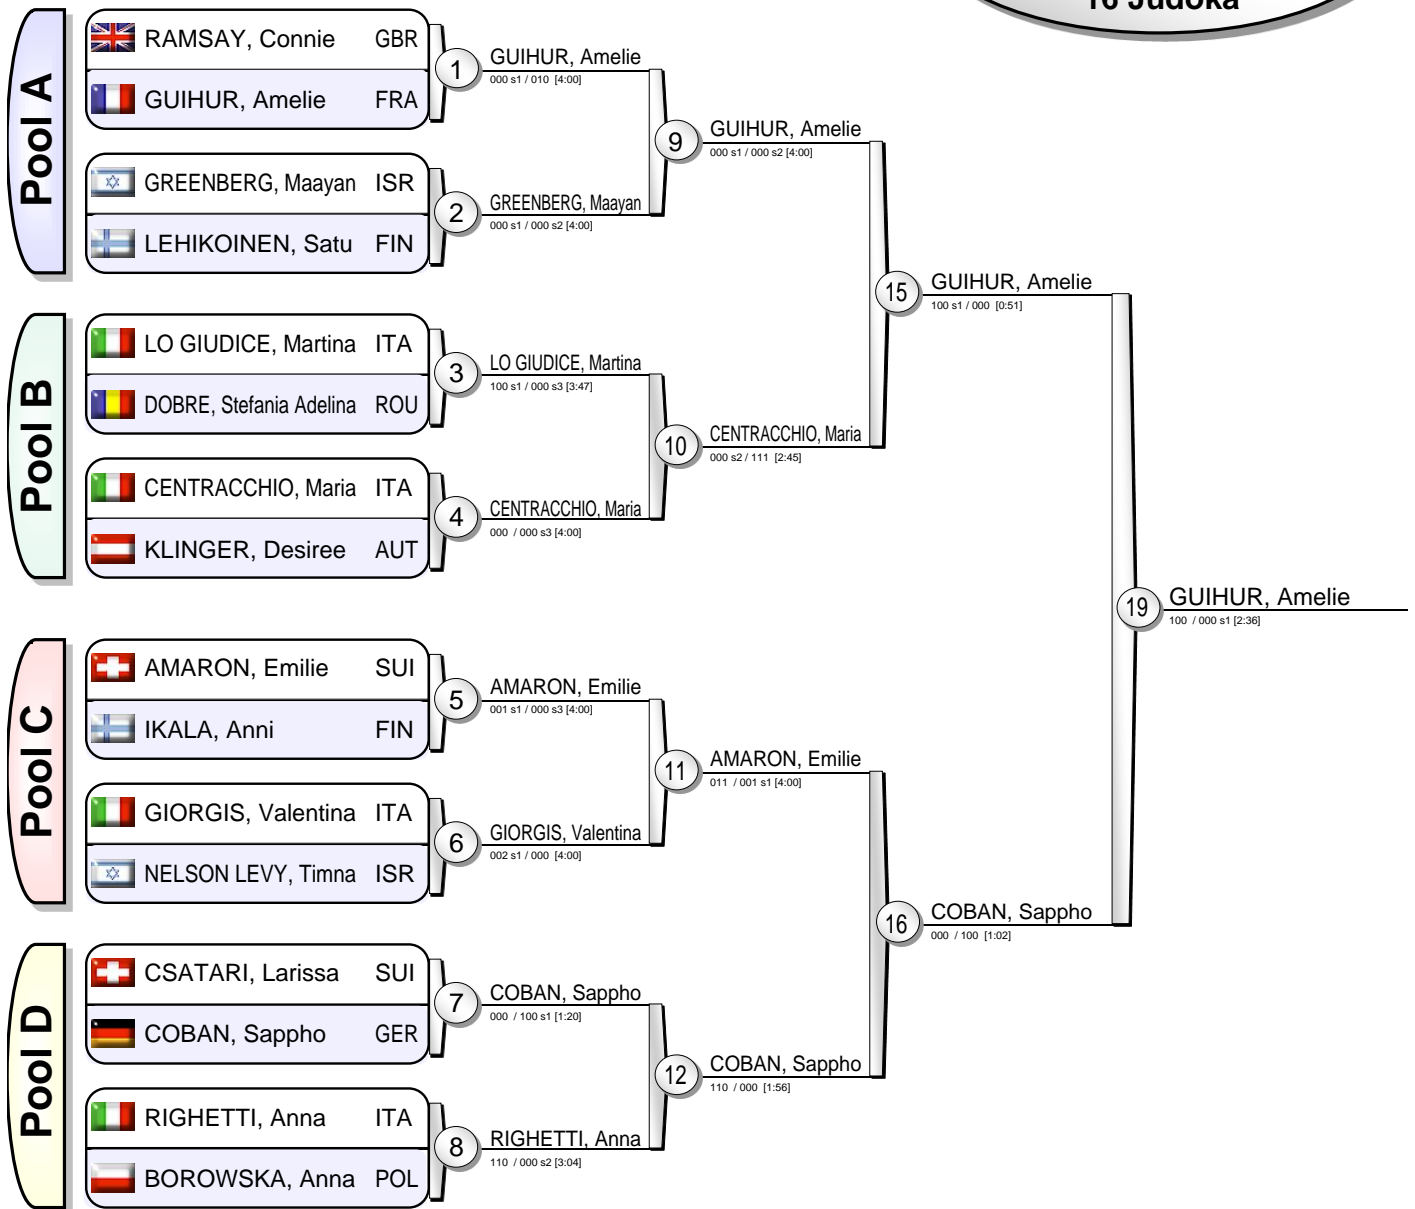 16 Judoka
Pool A
RAMSAY, Connie GBR
GUIHUR, Amelie FRA
GREENBERG, Maayan ISR
LEHIKOINEN, Satu FIN
1
GUIHUR, Amelie
000 s1 / 010 [4:00]
2
GREENBERG, Maayan
000 s1 / 000 s2 [4:00]
9
GUIHUR, Amelie
000 s1 / 000 s2 [4:00]
Pool B
LO GIUDICE, Martina ITA
DOBRE, Stefania Adelina ROU
CENTRACCHIO, Maria ITA
KLINGER, Desiree AUT
3
LO GIUDICE, Martina
100 s1 / 000 s3 [3:47]
4
CENTRACCHIO, Maria
000 / 000 s3 [4:00]
10
CENTRACCHIO, Maria
000 s2 / 111 [2:45]
15
GUIHUR, Amelie
100 s1 / 000 [0:51]
Pool C
AMARON, Emilie SUI
IKALA, Anni FIN
GIORGIS, Valentina ITA
NELSON LEVY, Timna ISR
5
AMARON, Emilie
001 s1 / 000 s3 [4:00]
6
GIORGIS, Valentina
002 s1 / 000 [4:00]
11
AMARON, Emilie
011 / 001 s1 [4:00]
Pool D
CSATARI, Larissa SUI
COBAN, Sappho GER
RIGHETTI, Anna ITA
BOROWSKA, Anna POL
7
COBAN, Sappho
000 / 100 s1 [1:20]
8
RIGHETTI, Anna
110 / 000 s2 [3:04]
12
COBAN, Sappho
110 / 000 [1:56]
16
COBAN, Sappho
000 / 100 [1:02]
19
GUIHUR, Amelie
100 / 000 s1 [2:36]